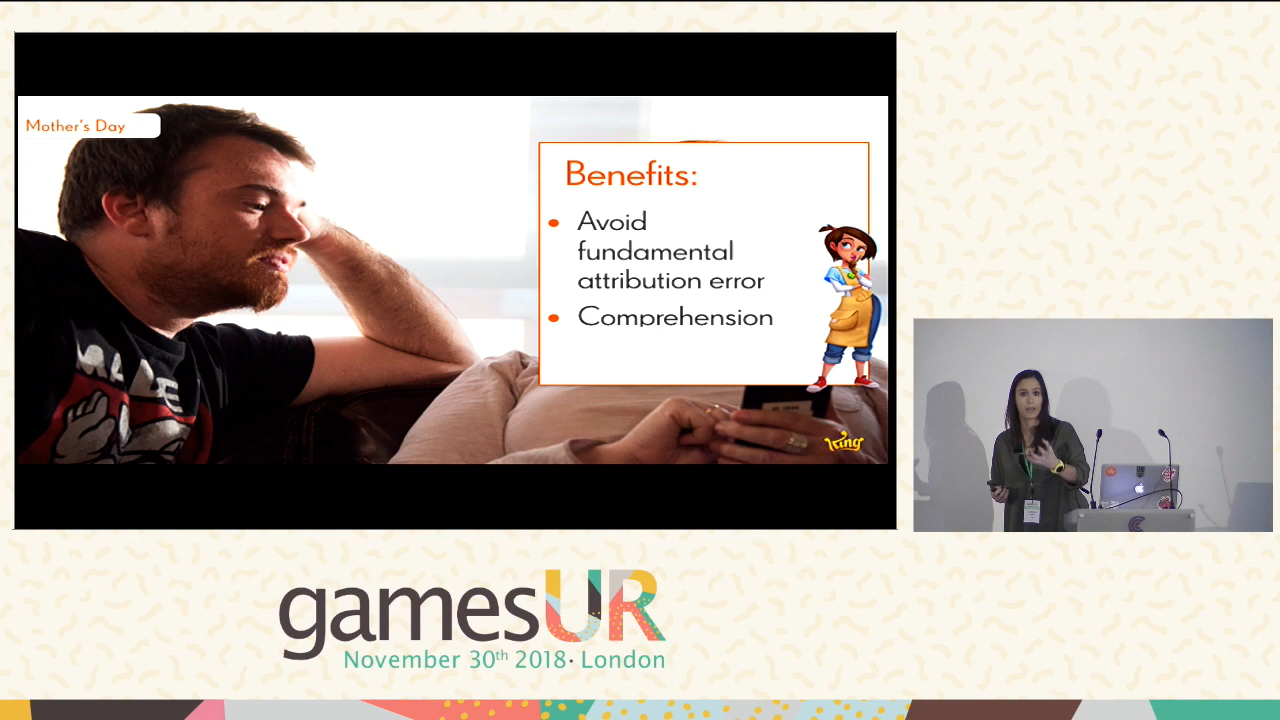 Mother's Day
Benefits:
• Avoid
fundamental
attribution error
• Comprehension
King
gamesUR
November 30th 2018 · London